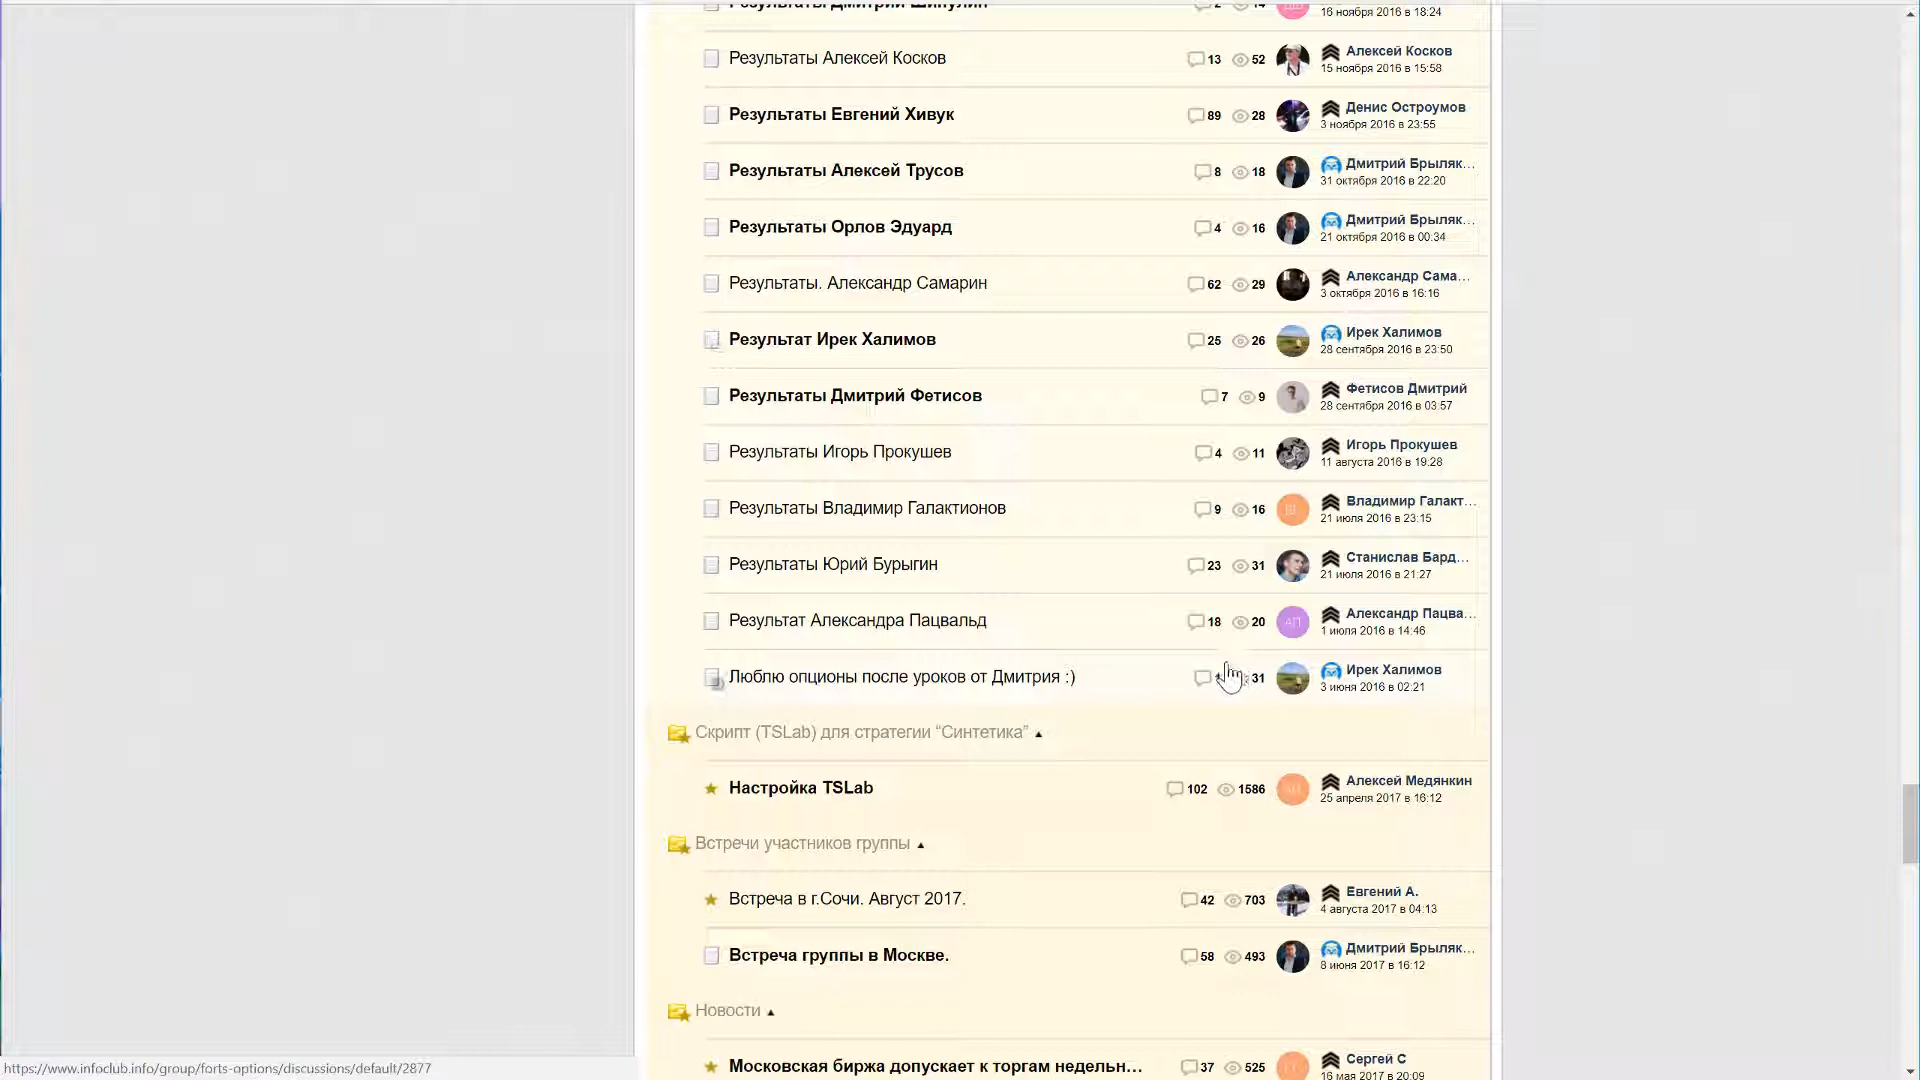 Результаты Дмитрий Шипулин 2 14
16 ноября 2016 в 18:24
Результаты Алексей Косков 13 52 Алексей Косков
15 ноября 2016 в 15:58
Результаты Евгений Хивук 89 28 Денис Остроумов
3 ноября 2016 в 23:55
Результаты Алексей Трусов 8 18 Дмитрий Брыляк...
31 октября 2016 в 22:20
Результаты Орлов Эдуард 4 16 Дмитрий Брыляк...
21 октября 2016 в 00:34
Результаты. Александр Самарин 62 29 Александр Сама...
3 октября 2016 в 16:16
Результат Ирек Халимов 25 26 Ирек Халимов
28 сентября 2016 в 23:50
Результаты Дмитрий Фетисов 7 9 Фетисов Дмитрий
28 сентября 2016 в 03:57
Результаты Игорь Прокушев 4 11 Игорь Прокушев
11 августа 2016 в 19:28
Результаты Владимир Галактионов 9 16 Владимир Галакт...
21 июля 2016 в 23:15
Результаты Юрий Бурыгин 23 31 Станислав Бард...
21 июля 2016 в 21:27
Результат Александра Пацвальд 18 20 АП Александр Пацва...
1 июля 2016 в 14:46
Люблю опционы после уроков от Дмитрия :) 31 Ирек Халимов
3 июня 2016 в 02:21
Скрипт (TSLab) для стратегии “Синтетика” ▲
Настройка TSLab 102 1586 Алексей Медянкин
25 апреля 2017 в 16:12
Встречи участников группы ▲
Встреча в г.Сочи. Август 2017. 42 703 Евгений А.
4 августа 2017 в 04:13
Встреча группы в Москве. 58 493 Дмитрий Брыляк...
8 июня 2017 в 16:12
Новости ▲
Московская биржа допускает к торгам недельн... 37 525 Сергей С
16 мая 2017 в 20:09
https://www.infoclub.info/group/forts-options/discussions/default/2877